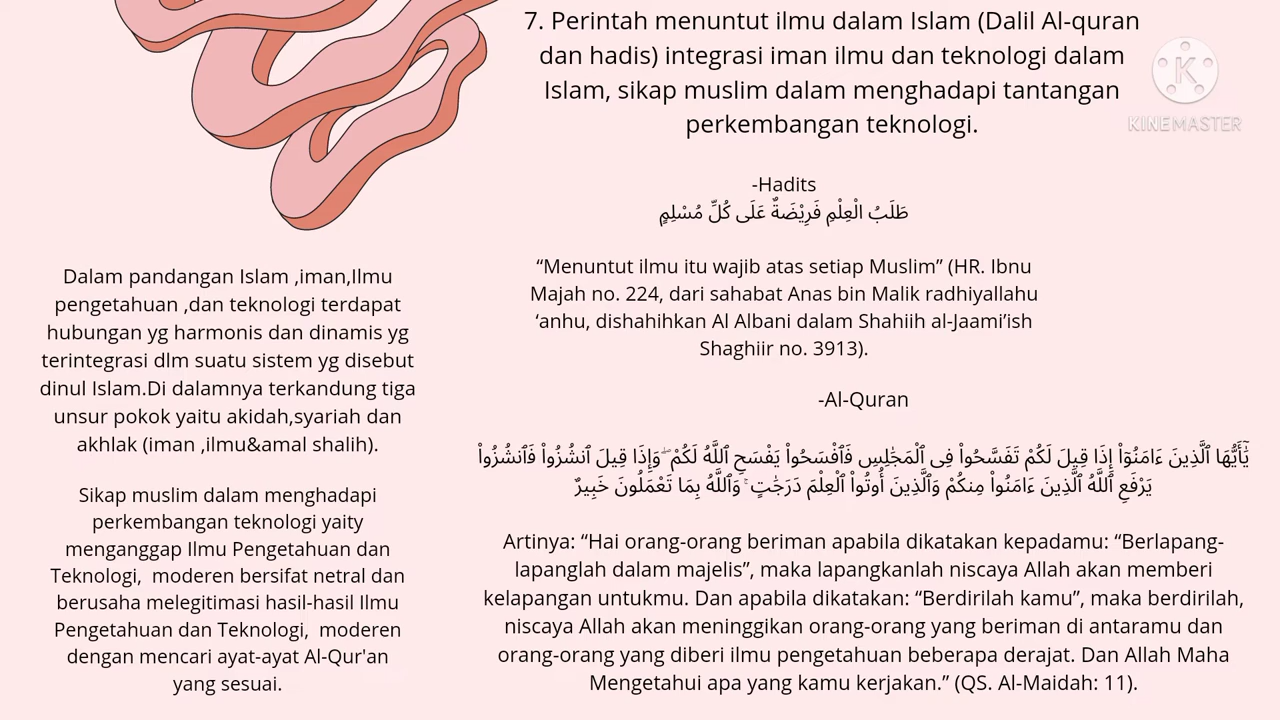 7. Perintah menuntut ilmu dalam Islam (Dalil Al-quran
dan hadis) integrasi iman ilmu dan teknologi dalam
Islam, sikap muslim dalam menghadapi tantangan
perkembangan teknologi.
K
KINEMASTER
-Hadits
طَلَبُ الْعِلْمِ فَرِيْضَةٌ عَلَى كُلِّ مُسْلِمٍ
“Menuntut ilmu itu wajib atas setiap Muslim” (HR. Ibnu
Majah no. 224, dari sahabat Anas bin Malik radhiyallahu
‘anhu, dishahihkan Al Albani dalam Shahiih al-Jaami’ish
Shaghiir no. 3913).
-Al-Quran
يَٰٓأَيُّهَا ٱلَّذِينَ ءَامَنُوٓا۟ إِذَا قِيلَ لَكُمْ تَفَسَّحُوا۟ فِى ٱلْمَجَٰلِسِ فَٱفْسَحُوا۟ يَفْسَحِ ٱللَّهُ لَكُمْ ۖ وَإِذَا قِيلَ ٱنشُزُوا۟ فَٱنشُزُوا۟
يَرْفَعِ ٱللَّهُ ٱلَّذِينَ ءَامَنُوا۟ مِنكُمْ وَٱلَّذِينَ أُوتُوا۟ ٱلْعِلْمَ دَرَجَٰتٍ ۚ وَٱللَّهُ بِمَا تَعْمَلُونَ خَبِيرٌ
Artinya: “Hai orang-orang beriman apabila dikatakan kepadamu: “Berlapang-
lapanglah dalam majelis”, maka lapangkanlah niscaya Allah akan memberi
kelapangan untukmu. Dan apabila dikatakan: “Berdirilah kamu”, maka berdirilah,
niscaya Allah akan meninggikan orang-orang yang beriman di antaramu dan
orang-orang yang diberi ilmu pengetahuan beberapa derajat. Dan Allah Maha
Mengetahui apa yang kamu kerjakan.” (QS. Al-Maidah: 11).
Dalam pandangan Islam ,iman,Ilmu
pengetahuan ,dan teknologi terdapat
hubungan yg harmonis dan dinamis yg
terintegrasi dlm suatu sistem yg disebut
dinul Islam.Di dalamnya terkandung tiga
unsur pokok yaitu akidah,syariah dan
akhlak (iman ,ilmu&amal shalih).
Sikap muslim dalam menghadapi
perkembangan teknologi yaity
menganggap Ilmu Pengetahuan dan
Teknologi, moderen bersifat netral dan
berusaha melegitimasi hasil-hasil Ilmu
Pengetahuan dan Teknologi, moderen
dengan mencari ayat-ayat Al-Qur'an
yang sesuai.